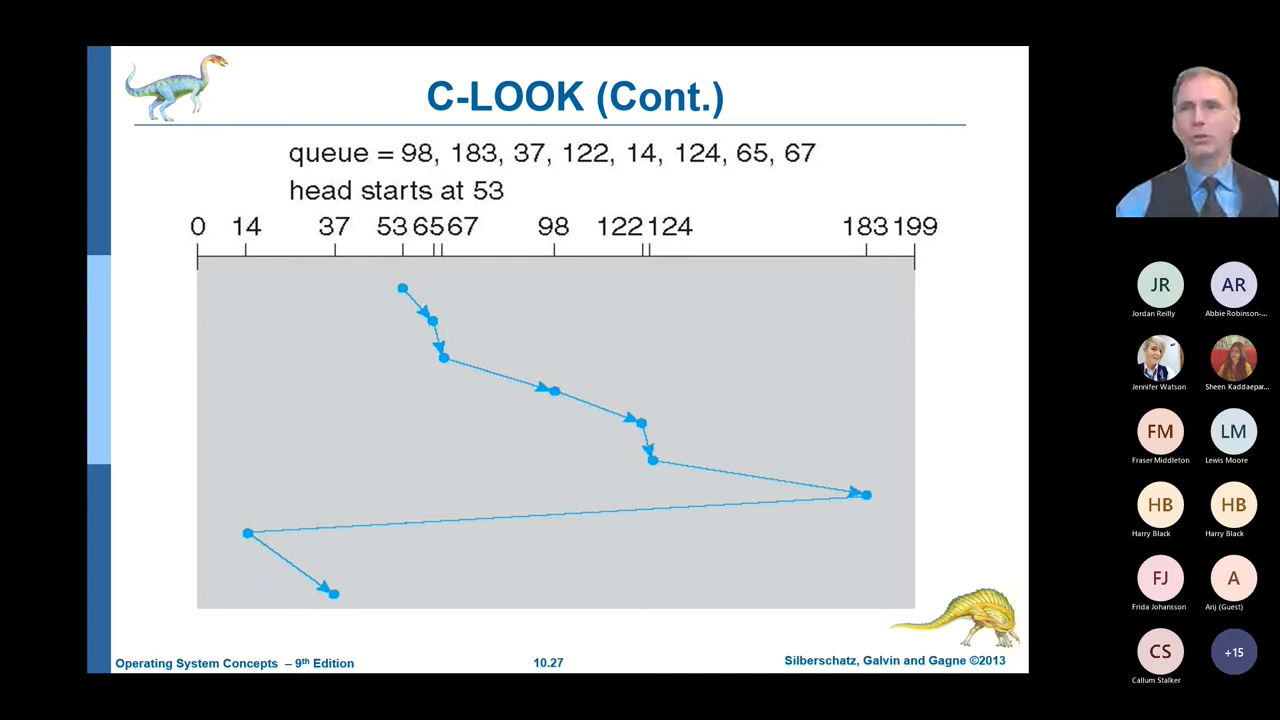 C-LOOK (Cont.)
queue = 98, 183, 37, 122, 14, 124, 65, 67
head starts at 53
0 14 37 53 65 67 98 122 124 183 199
Operating System Concepts – 9th Edition
10.27
Silberschatz, Galvin and Gagne ©2013
JR
AR
Jordan Reilly
Abbie Robinson-...
Jennifer Watson
Sheen Kaddaepar...
FM
LM
Fraser Middleton
Lewis Moore
HB
HB
Harry Black
Harry Black
FJ
A
Frida Johansson
Arij (Guest)
CS
+15
Callum Stalker